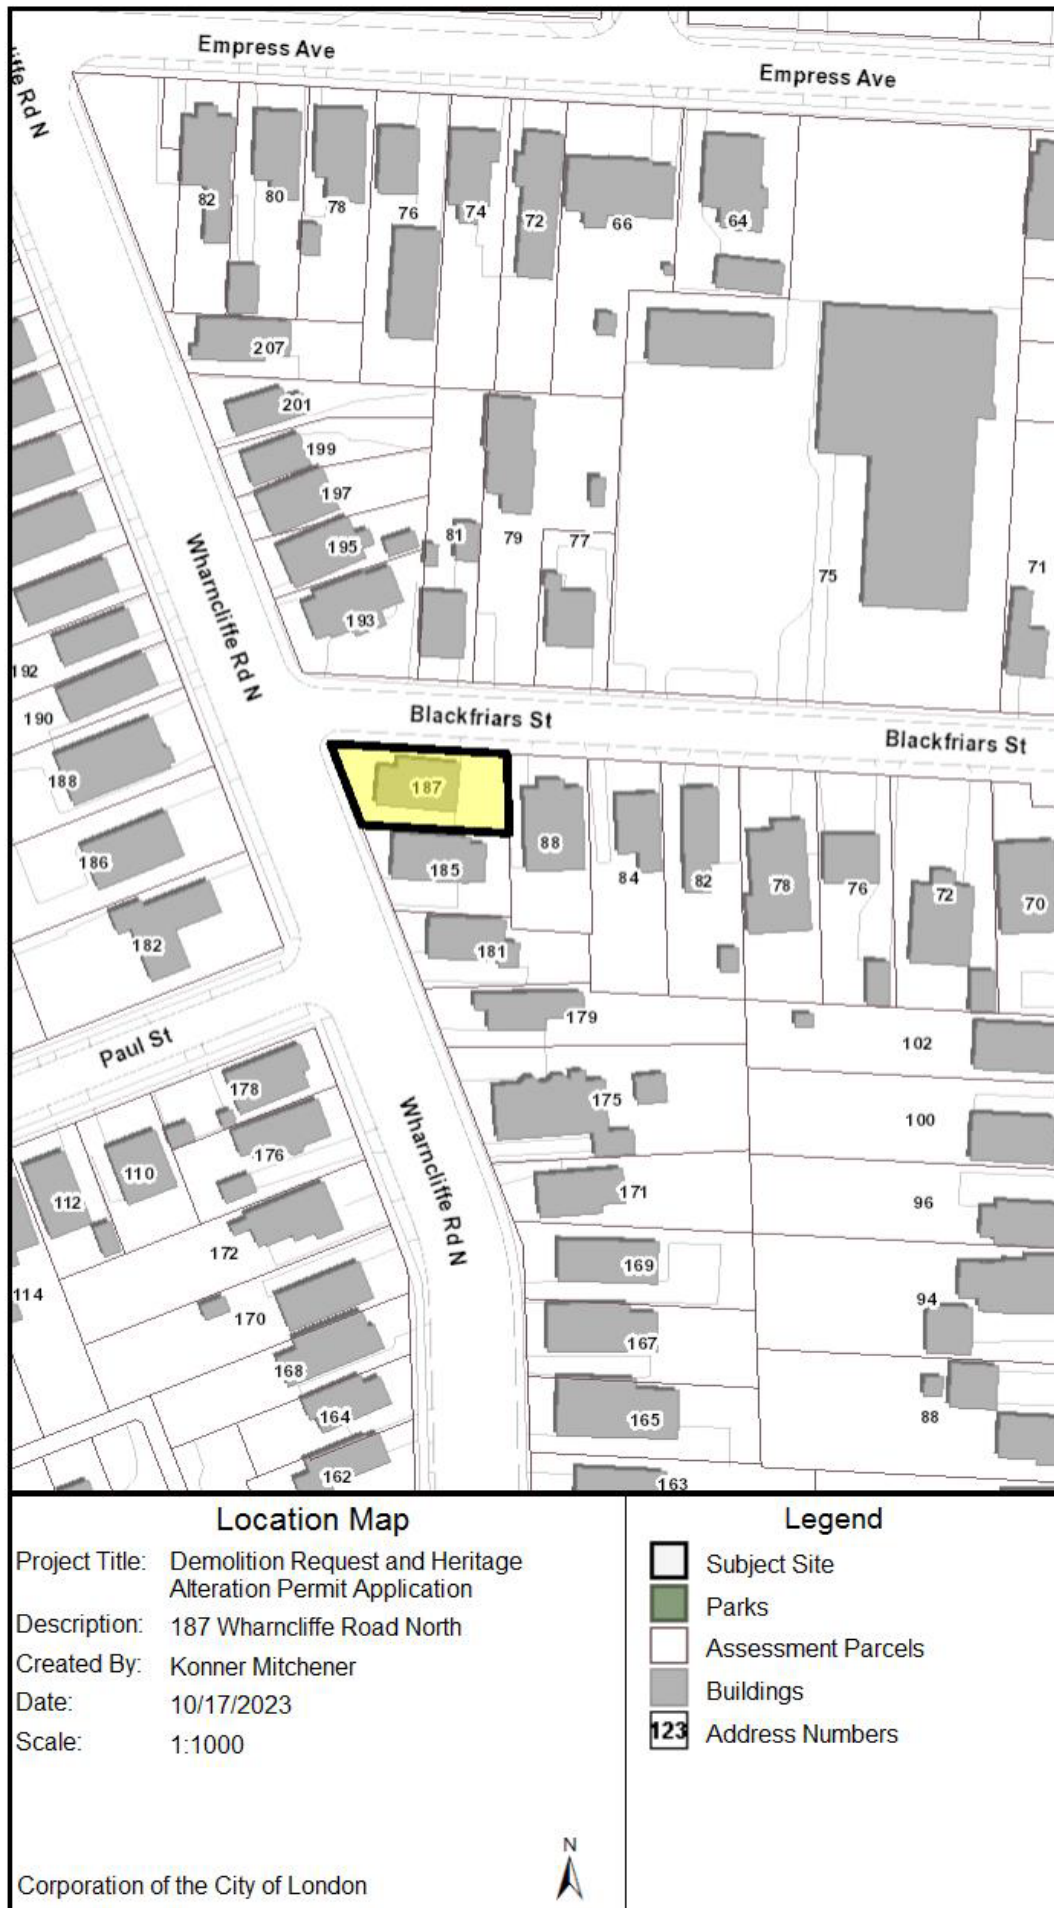 Empress Ave
Empress Ave
liffe Rd N
82
80
78
76
74
72
66
64
207
201
199
197
195
193
81
79
77
75
71
Wharncliffe Rd N
192
190
188
186
182
Blackfriars St
Blackfriars St
187
185
88
84
82
78
76
72
70
181
179
102
Paul St
178
175
100
176
110
112
171
96
172
Wharncliffe Rd N
169
114
170
94
167
168
164
165
88
162
163
Location Map
Project Title: Demolition Request and Heritage
Alteration Permit Application
Description: 187 Wharncliffe Road North
Created By: Konner Mitchener
Date: 10/17/2023
Scale: 1:1000
N
Corporation of the City of London
Legend
Subject Site
Parks
Assessment Parcels
Buildings
123 Address Numbers